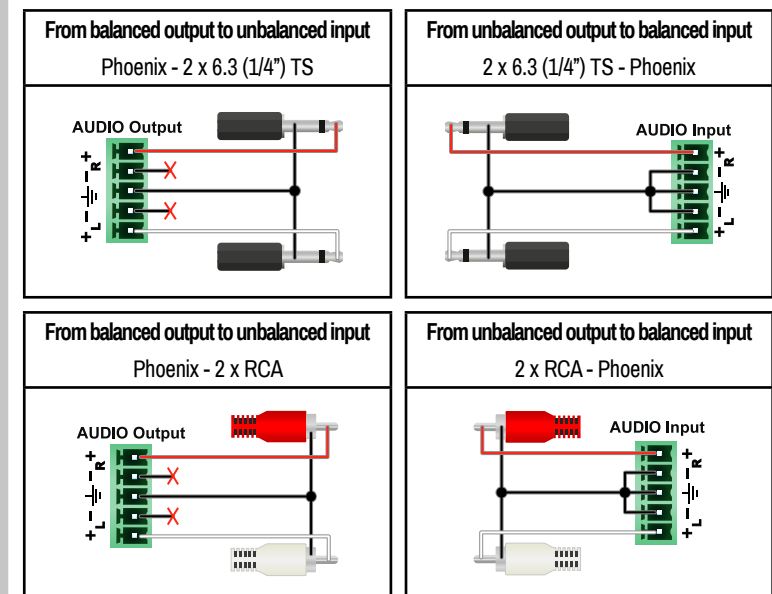 From balanced output to unbalanced input
Phoenix - 2 x 6.3 (1/4”) TS
AUDIO Output
+
R
-
-
L
+
From unbalanced output to balanced input
2 x 6.3 (1/4”) TS - Phoenix
AUDIO Input
+
R
-
-
L
+
From balanced output to unbalanced input
Phoenix - 2 x RCA
AUDIO Output
+
R
-
-
L
+
From unbalanced output to balanced input
2 x RCA - Phoenix
AUDIO Input
+
R
-
-
L
+